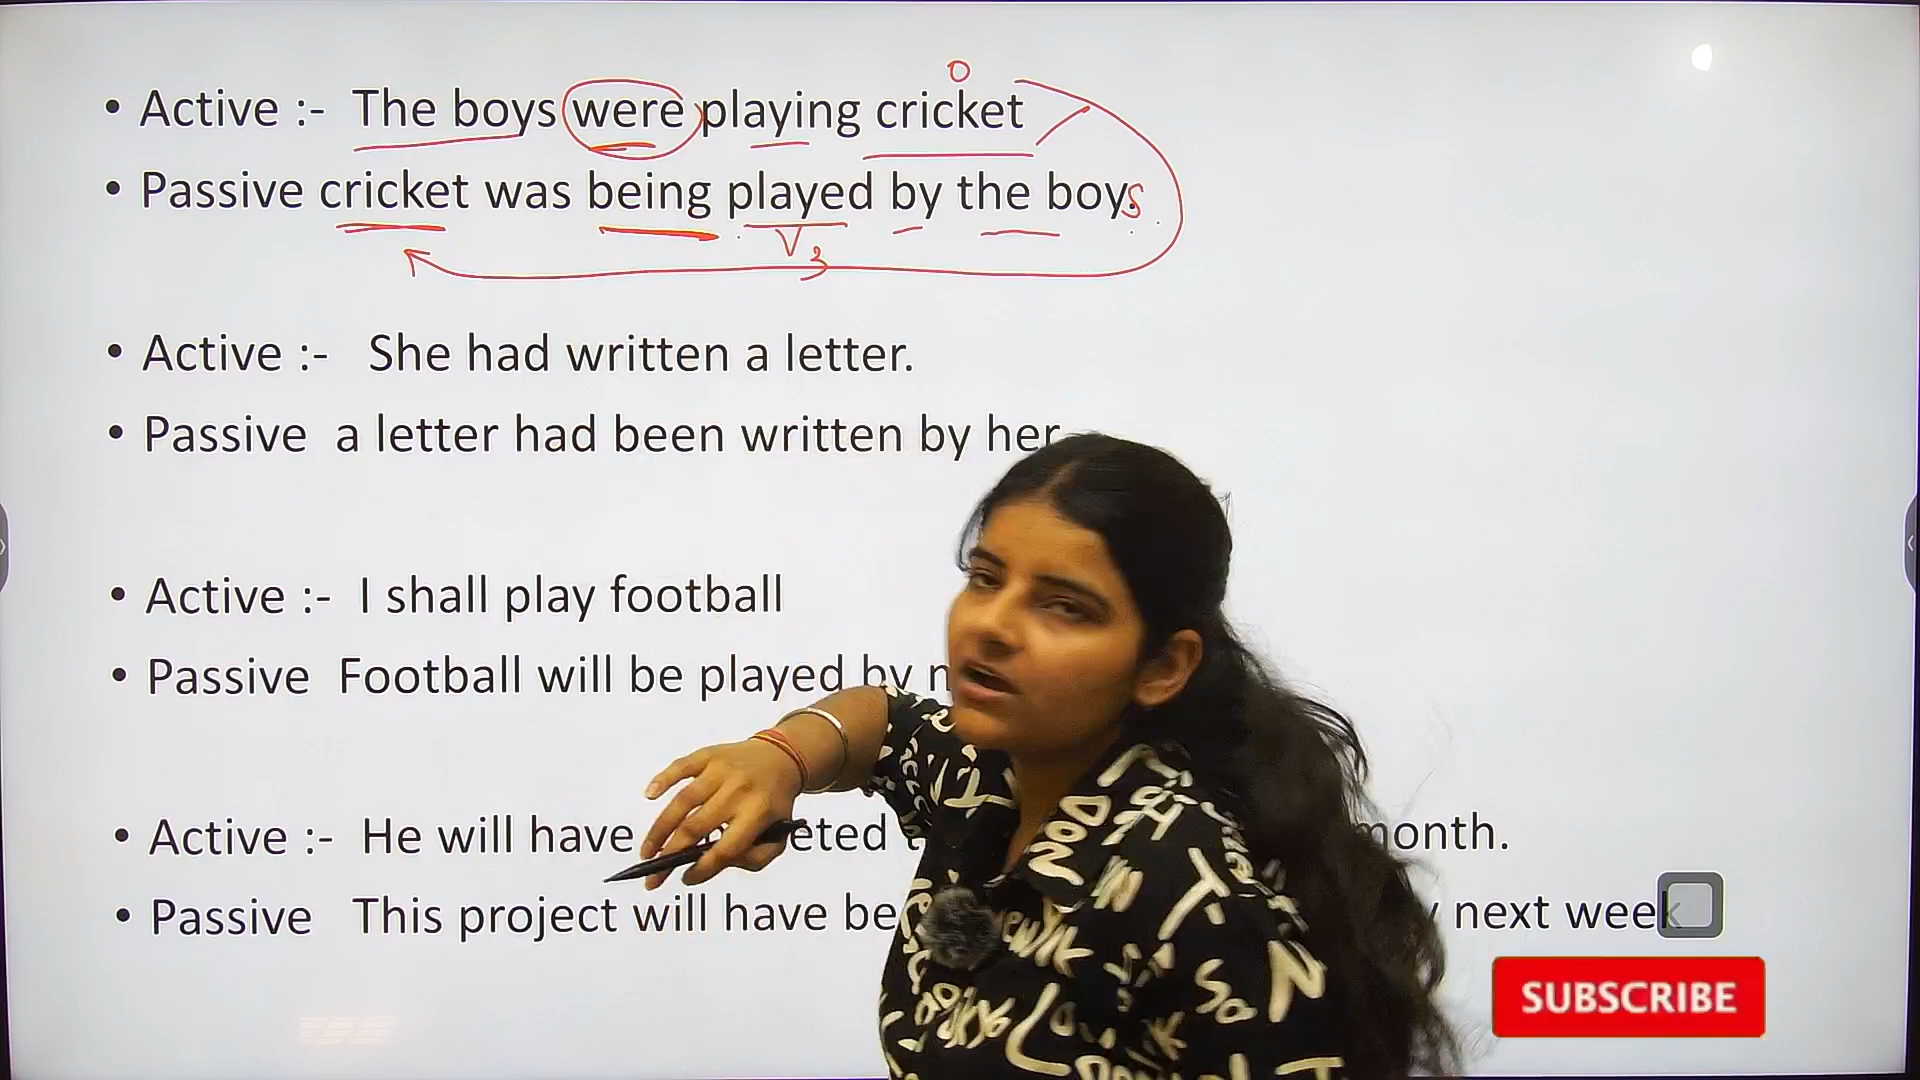 O
• Active :- The boys were playing cricket
• Passive cricket was being played by the boys
V3
• Active :- She had written a letter.
• Passive a letter had been written by her
• Active :- I shall play football
• Passive Football will be played by
• Active :- He will have month.
• Passive This project will have next week
SUBSCRIBE